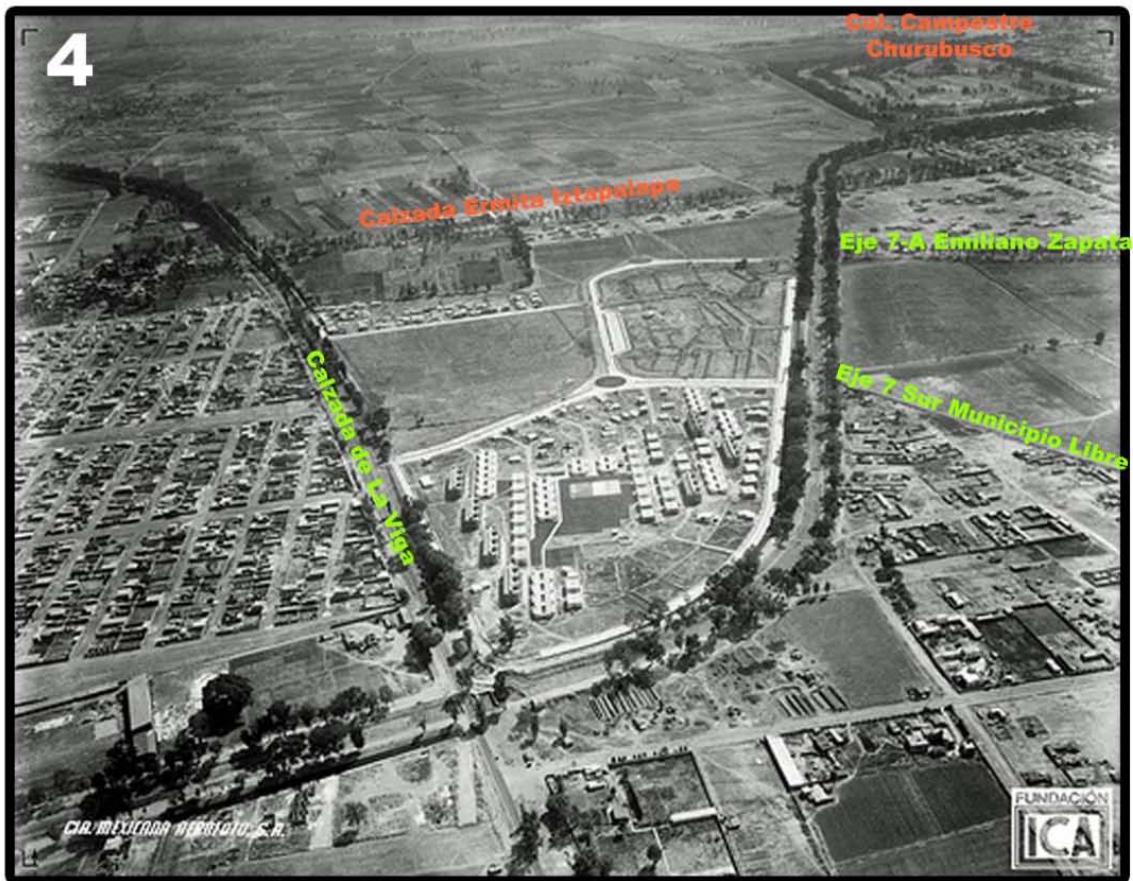 4
Col. Campestre
Churubusco
Calzada Ermita Iztapalapa
Eje 7-A Emiliano Zapata
Eje 7 Sur Municipio Libre
Calzada de La Viga
CIA. MEXICANA AEROFOTO, S.A.
FUNDACIÓN
ICA